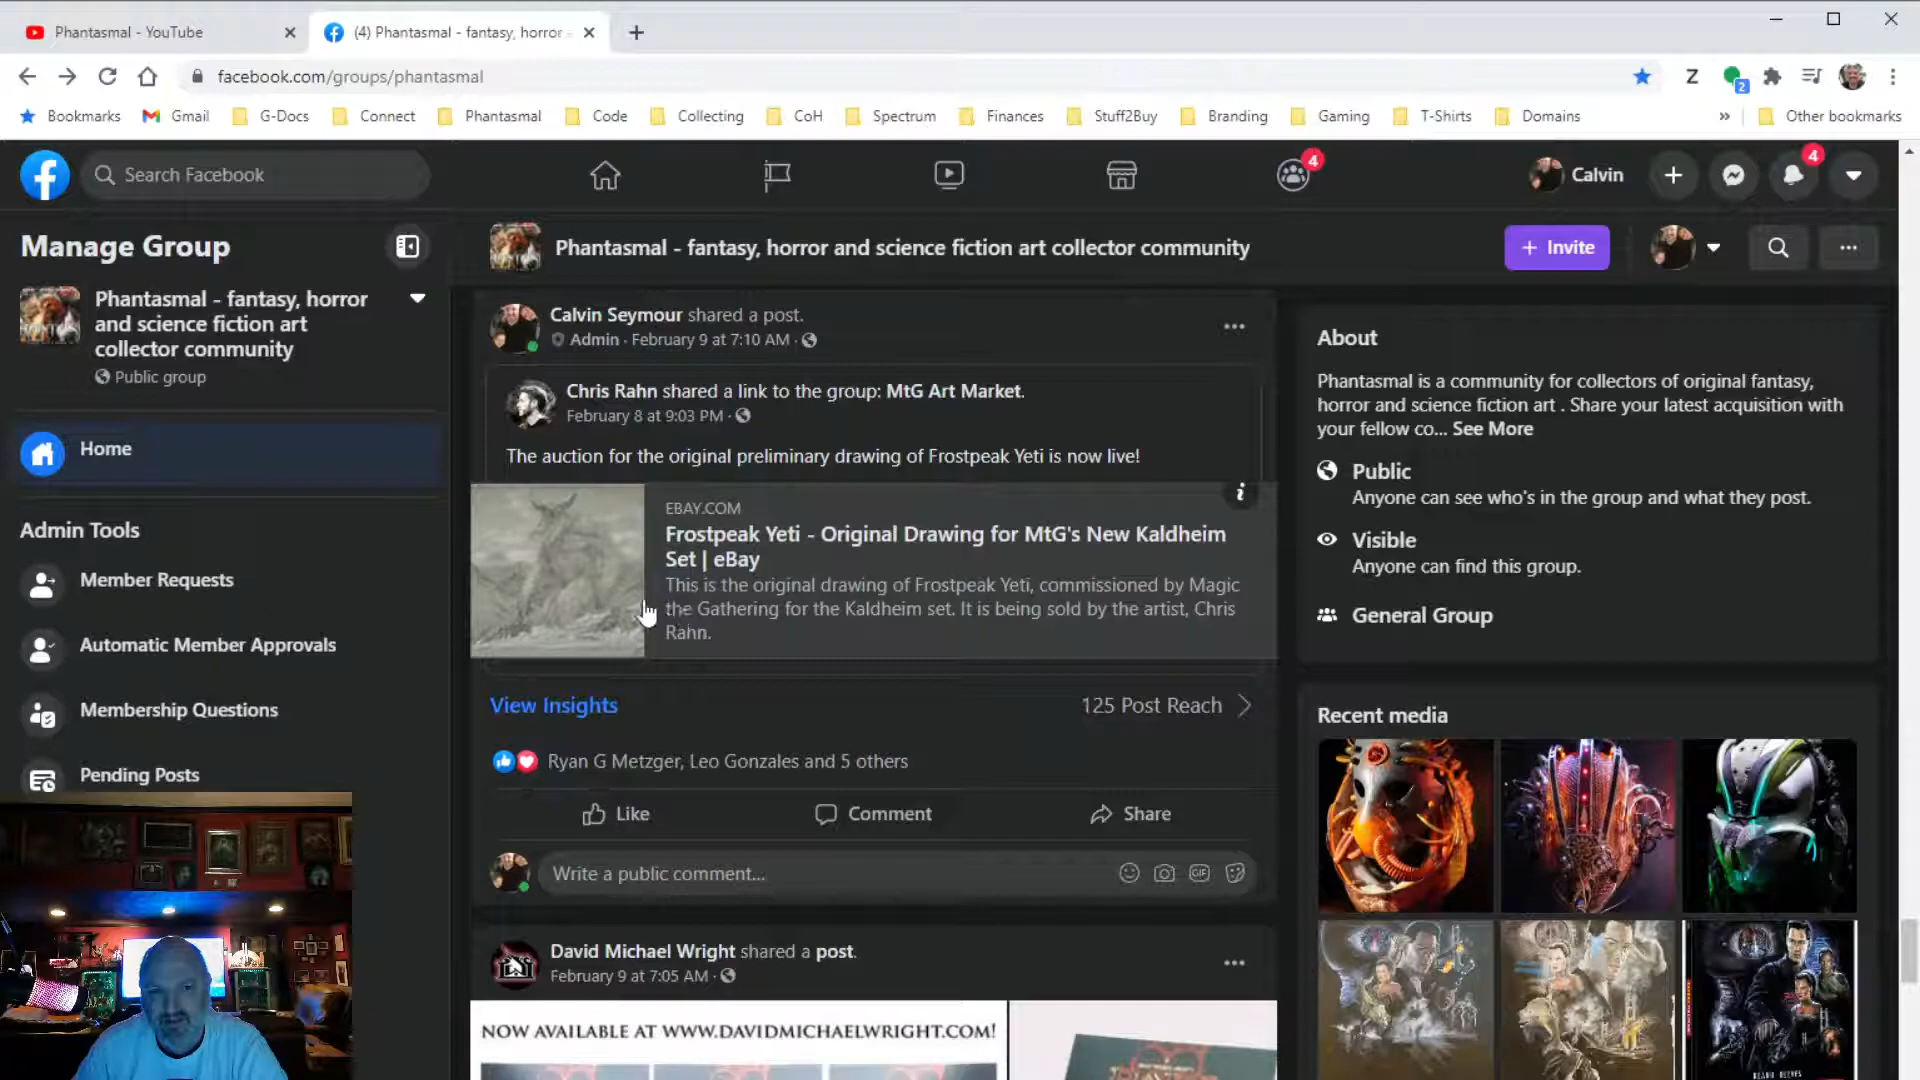 Phantasmal - YouTube
(4) Phantasmal - fantasy, horror
facebook.com/groups/phantasmal
Z
2
Bookmarks
Gmail
G-Docs
Connect
Phantasmal
Code
Collecting
CoH
Spectrum
Finances
Stuff2Buy
Branding
Gaming
T-Shirts
Domains
»
Other bookmarks
Search Facebook
4
Calvin
4
Manage Group
Phantasmal - fantasy, horror
and science fiction art
collector community
Public group
Home
Admin Tools
Member Requests
Automatic Member Approvals
Membership Questions
Pending Posts
Phantasmal - fantasy, horror and science fiction art collector community
+ Invite
Calvin Seymour shared a post.
Admin · February 9 at 7:10 AM ·
Chris Rahn shared a link to the group: MtG Art Market.
February 8 at 9:03 PM ·
The auction for the original preliminary drawing of Frostpeak Yeti is now live!
EBAY.COM
Frostpeak Yeti - Original Drawing for MtG's New Kaldheim
Set | eBay
This is the original drawing of Frostpeak Yeti, commissioned by Magic
the Gathering for the Kaldheim set. It is being sold by the artist, Chris
Rahn.
View Insights
125 Post Reach
Ryan G Metzger, Leo Gonzales and 5 others
Like
Comment
Share
Write a public comment...
GIF
David Michael Wright shared a post.
February 9 at 7:05 AM ·
NOW AVAILABLE AT WWW.DAVIDMICHAELWRIGHT.COM!
About
Phantasmal is a community for collectors of original fantasy,
horror and science fiction art . Share your latest acquisition with
your fellow co... See More
Public
Anyone can see who's in the group and what they post.
Visible
Anyone can find this group.
General Group
Recent media